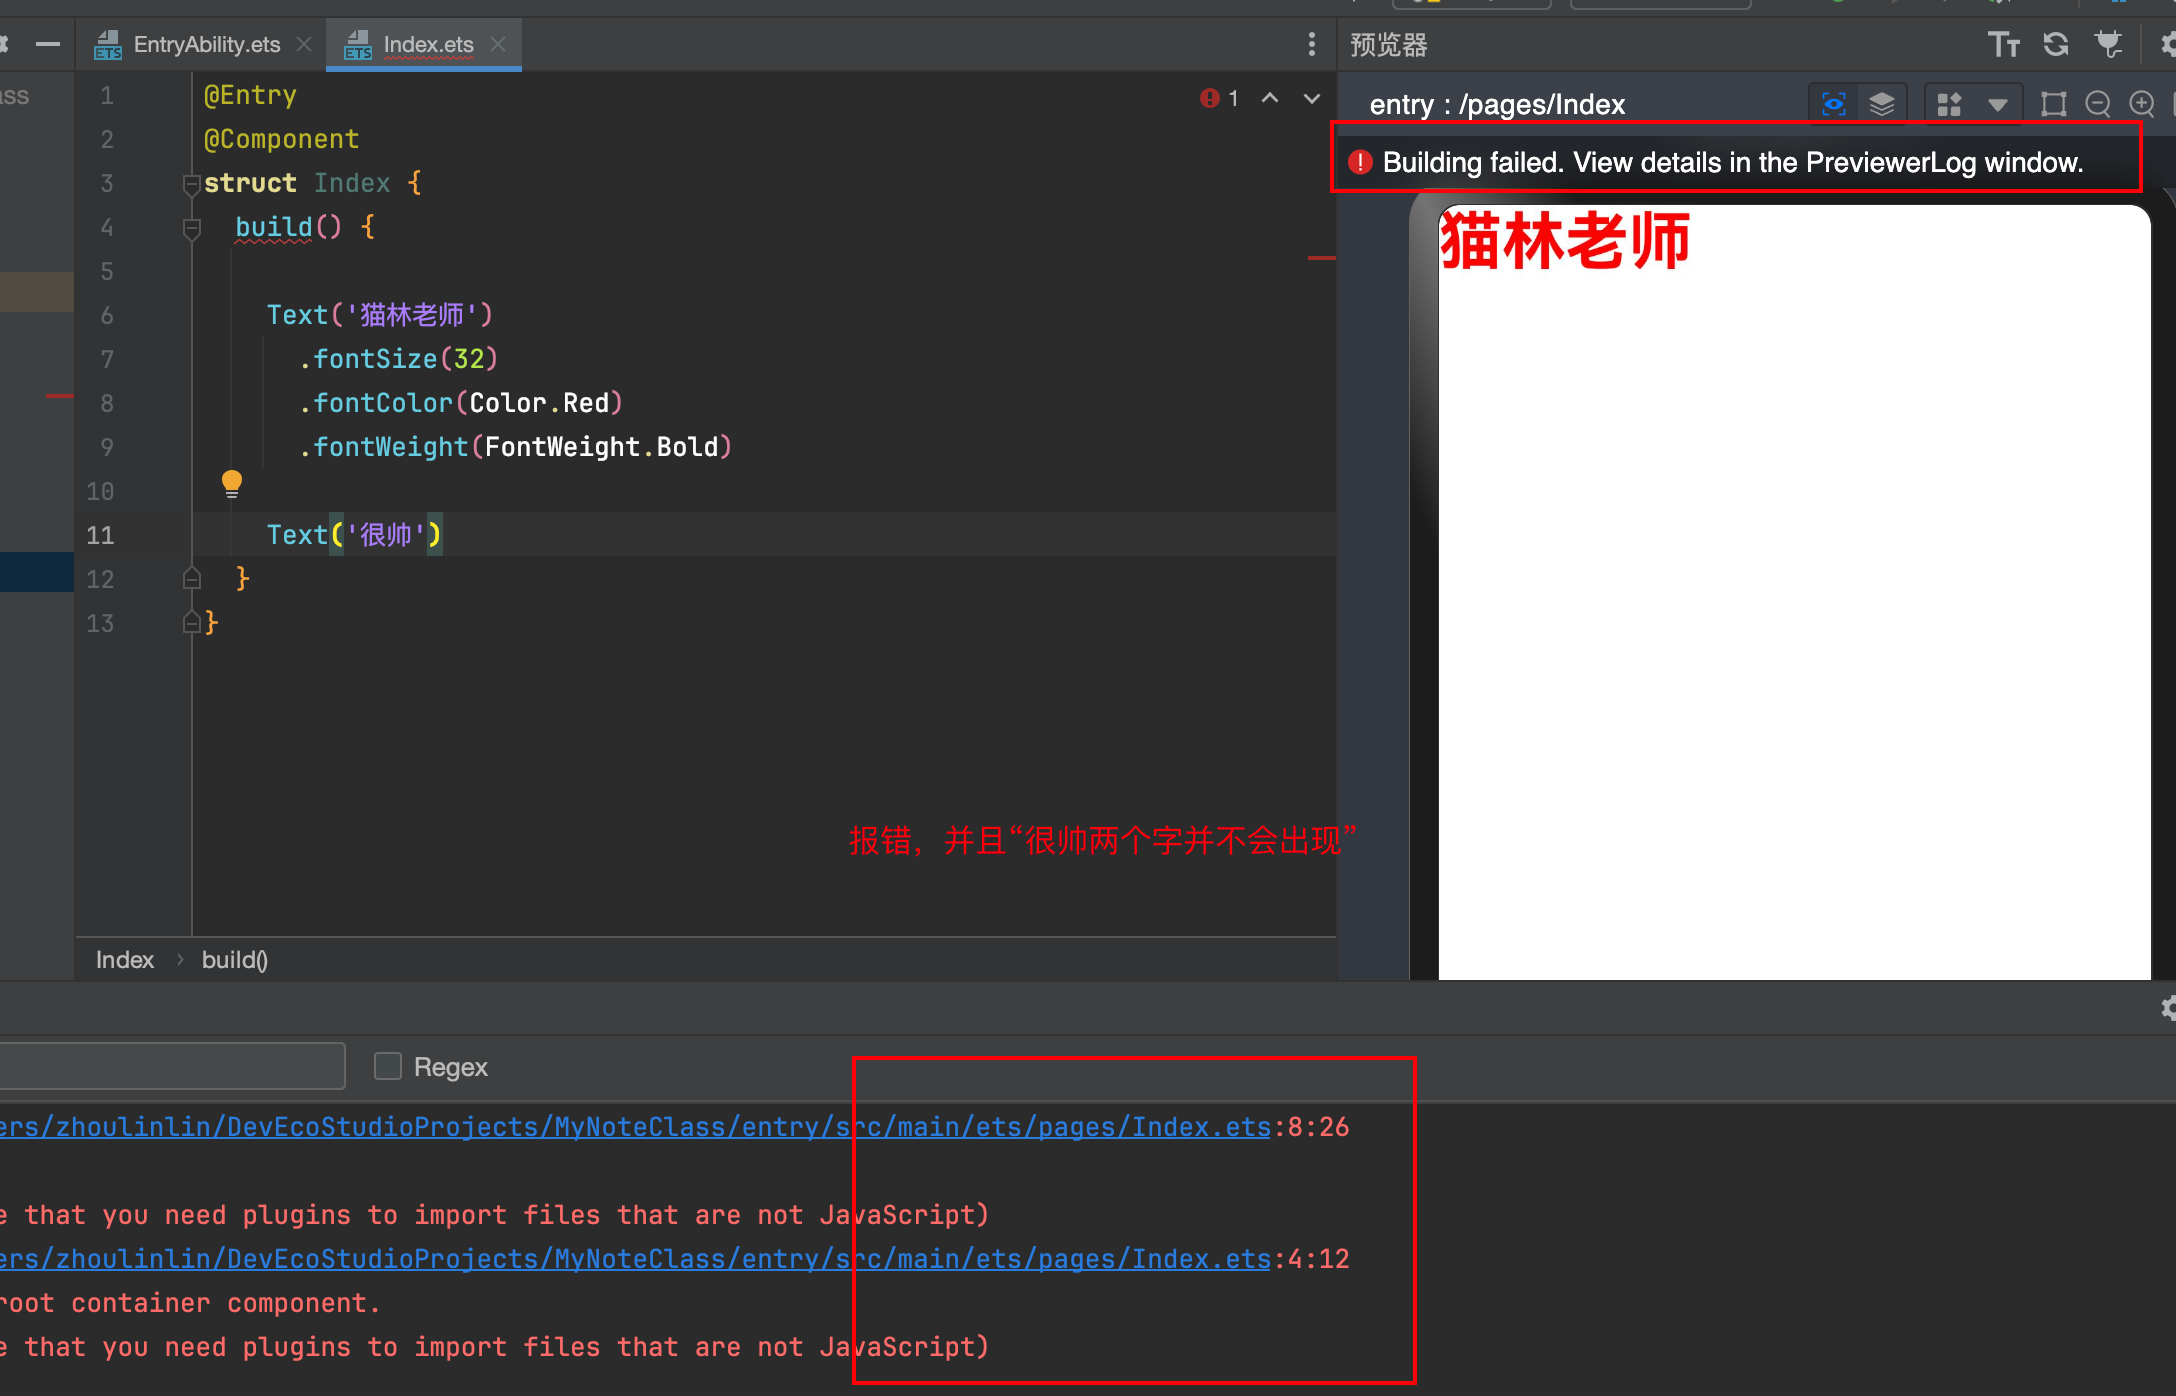 EntryAbility.ets
Index.ets
预览器
ass
entry : /pages/Index
1
Building failed. View details in the PreviewerLog window.
猫林老师
1 @Entry
2 @Component
3 struct Index {
4 build() {
5
6 Text('猫林老师')
7 .fontSize(32)
8 .fontColor(Color.Red)
9 .fontWeight(FontWeight.Bold)
10
11 Text('很帅')
12 }
13 }
报错，并且“很帅两个字并不会出现”
Index › build()
Regex
ers/zhoulinlin/DevEcoStudioProjects/MyNoteClass/entry/src/main/ets/pages/Index.ets:8:26
e that you need plugins to import files that are not JavaScript)
ers/zhoulinlin/DevEcoStudioProjects/MyNoteClass/entry/src/main/ets/pages/Index.ets:4:12
root container component.
e that you need plugins to import files that are not JavaScript)